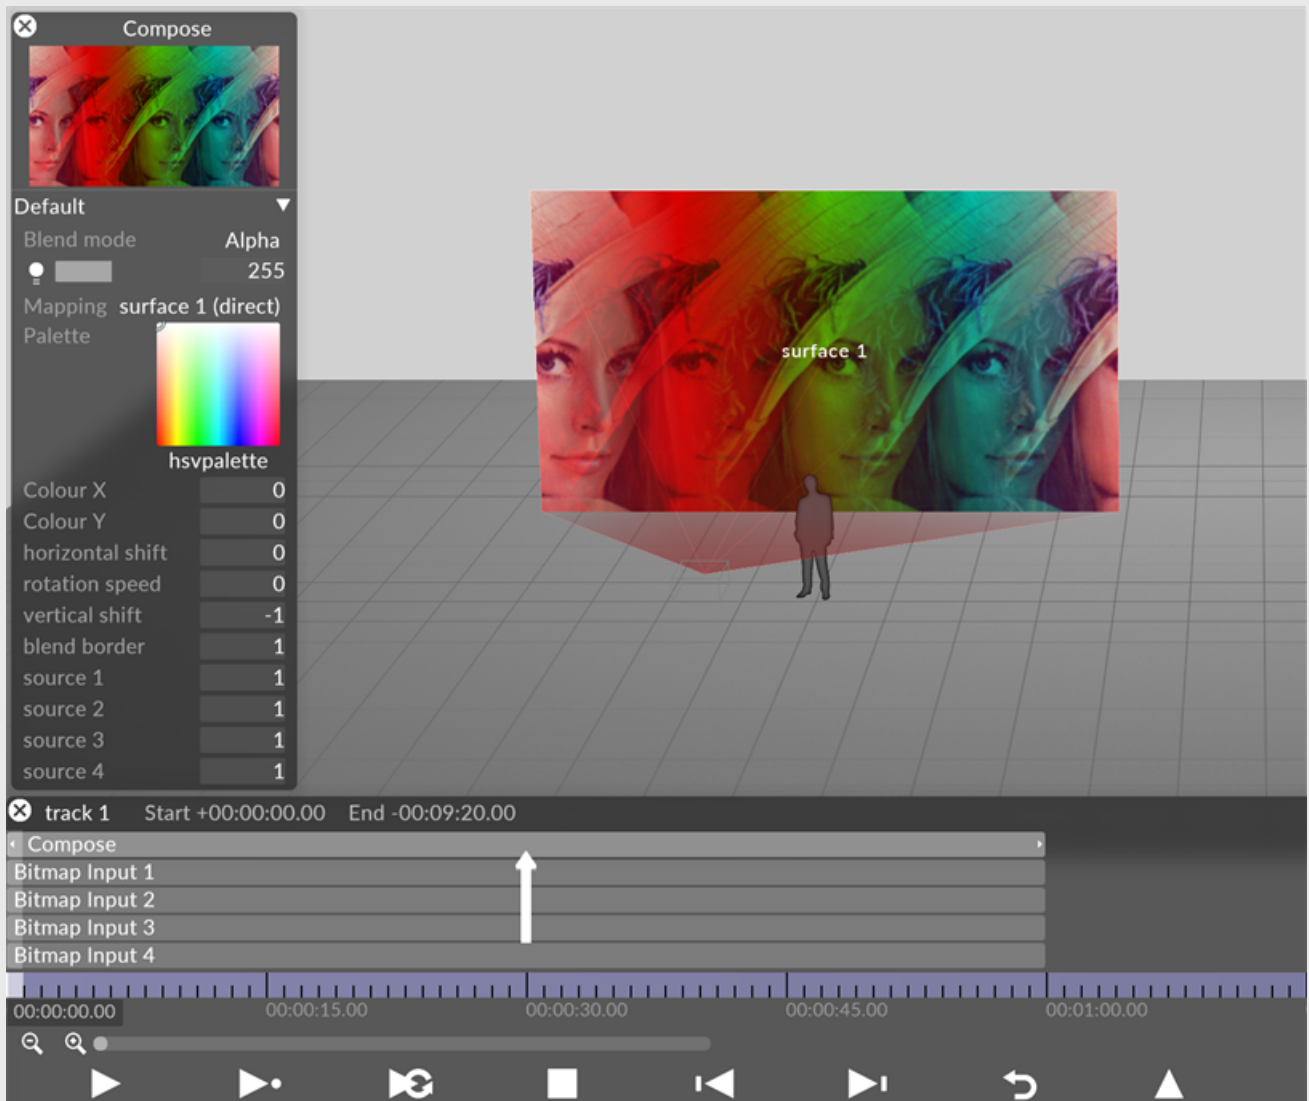 Compose
Default
Blend mode Alpha
255
Mapping surface 1 (direct)
Palette
hsvpalette
Colour X 0
Colour Y 0
horizontal shift 0
rotation speed 0
vertical shift -1
blend border 1
source 1 1
source 2 1
source 3 1
source 4 1
surface 1
track 1 Start +00:00:00.00 End -00:09:20.00
Compose
Bitmap Input 1
Bitmap Input 2
Bitmap Input 3
Bitmap Input 4
00:00:00.00 00:00:15.00 00:00:30.00 00:00:45.00 00:01:00.00